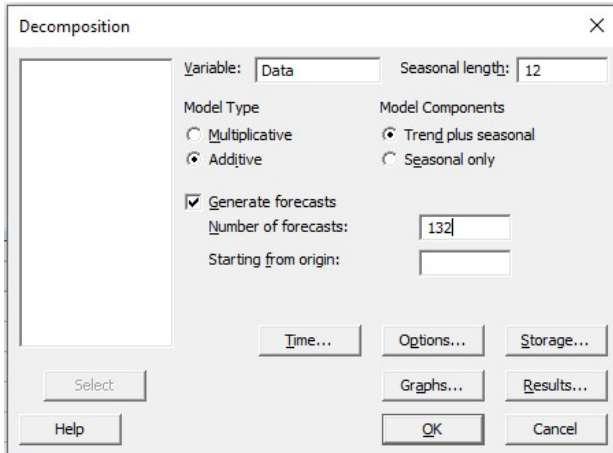 Decomposition
Variable: Data Seasonal length: 12
Model Type Model Components
Multiplicative Trend plus seasonal
Additive Seasonal only
Generate forecasts
Number of forecasts: 132
Starting from origin:
Time... Options... Storage...
Select Graphs... Results...
Help OK Cancel